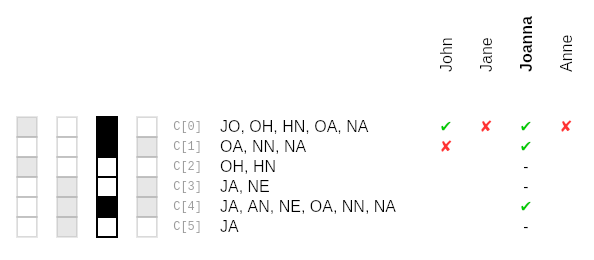 John Jane Joanna Anne
C[0] JO, OH, HN, OA, NA ✔ ✘ ✔ ✘
C[1] OA, NN, NA ✘ ✔
C[2] OH, HN -
C[3] JA, NE -
C[4] JA, AN, NE, OA, NN, NA ✔
C[5] JA -